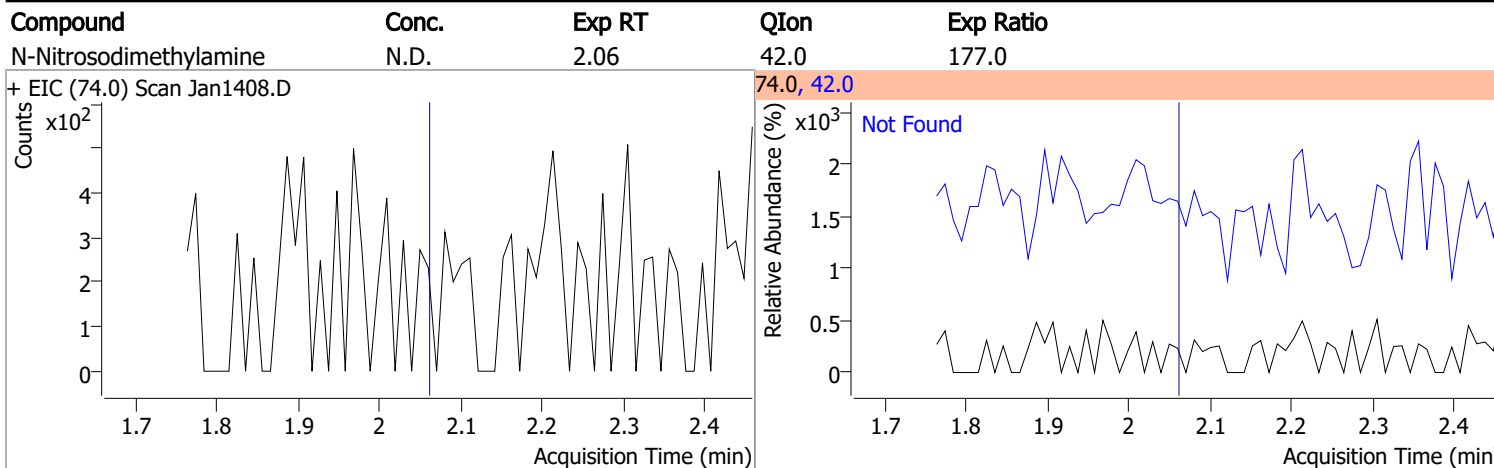 Compound Conc. Exp RT QIon Exp Ratio
N-Nitrosodimethylamine N.D. 2.06 42.0 177.0
+ EIC (74.0) Scan Jan1408.D
Counts
x10²
4
3
2
1
0
1.7 1.8 1.9 2 2.1 2.2 2.3 2.4
Acquisition Time (min)
74.0, 42.0
Relative Abundance (%)
x10³
Not Found
2
1.5
1
0.5
0
1.7 1.8 1.9 2 2.1 2.2 2.3 2.4
Acquisition Time (min